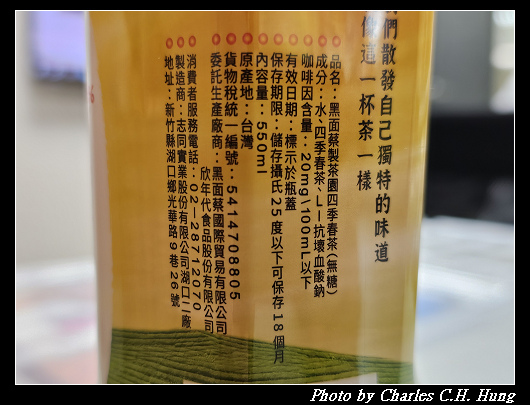 們散發自己獨特的味道
像這一杯茶一樣
●品名：黑面蔡製茶園四季春茶(無糖)
●成分：水、四季春茶、L-抗壞血酸鈉
●咖啡因含量：20mg\100mL以下
●有效日期：標示於瓶蓋
●保存期限：儲存攝氏25度以下可保存18個月
●內容量：550ml
●原產地：台灣
●貨物稅統一編號：5414708805
●委託生產廠商：黑面蔡國際貿易有限公司
欣年代食品股份有限公司
●消費者服務電話：02-28712070
●製造商：志同實業股份有限公司湖口二廠
●地址：新竹縣湖口鄉光華路9巷26號
%
Photo by Charles C.H. Hung